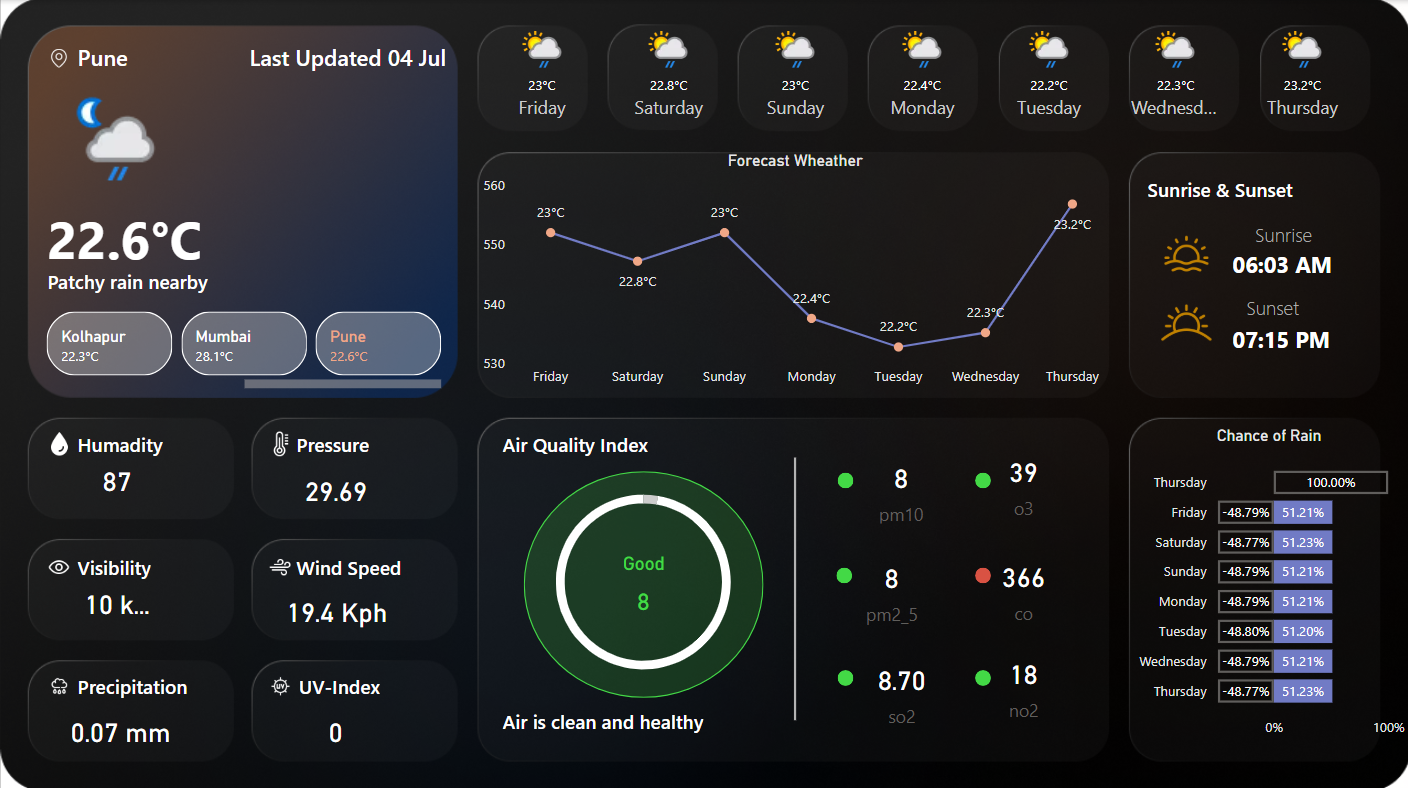 Pune
Last Updated 04 Jul
22.6°C
Patchy rain nearby
Kolhapur
22.3°C
Mumbai
28.1°C
Pune
22.6°C
23°C
Friday
22.8°C
Saturday
23°C
Sunday
22.4°C
Monday
22.2°C
Tuesday
22.3°C
Wednesd...
23.2°C
Thursday
Forecast Wheather
560
550
540
530
23°C
22.8°C
23°C
22.4°C
22.2°C
22.3°C
23.2°C
Friday Saturday Sunday Monday Tuesday Wednesday Thursday
Sunrise & Sunset
Sunrise
06:03 AM
Sunset
07:15 PM
Humadity
87
Pressure
29.69
Visibility
10 k...
Wind Speed
19.4 Kph
Precipitation
0.07 mm
UV
UV-Index
0
Air Quality Index
Good
8
Air is clean and healthy
8
pm10
39
o3
8
pm2_5
366
co
8.70
so2
18
no2
Chance of Rain
Thursday 100.00%
Friday -48.79% 51.21%
Saturday -48.77% 51.23%
Sunday -48.79% 51.21%
Monday -48.79% 51.21%
Tuesday -48.80% 51.20%
Wednesday -48.79% 51.21%
Thursday -48.77% 51.23%
0% 100%